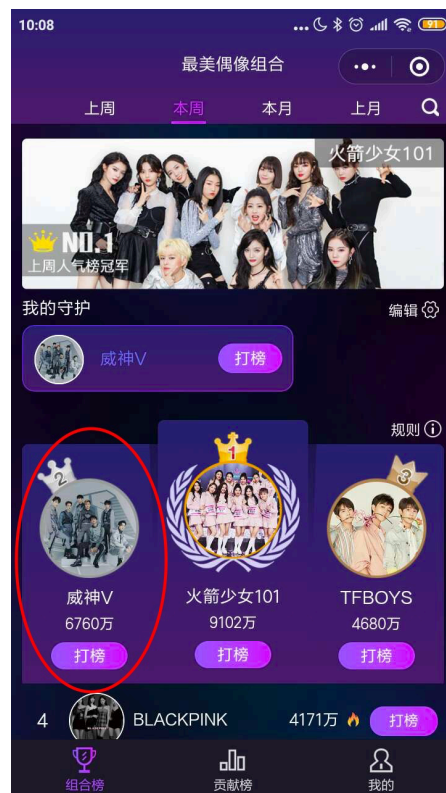 10:08
91
最美偶像组合
上周 本周 本月 上月
火箭少女101
NO.1
上周人气榜冠军
我的守护
编辑
威神V
打榜
规则
2
1
3
威神V
火箭少女101
TFBOYS
6760万
9102万
4680万
打榜
打榜
打榜
4 BLACKPINK 4171万 打榜
组合榜 贡献榜 我的